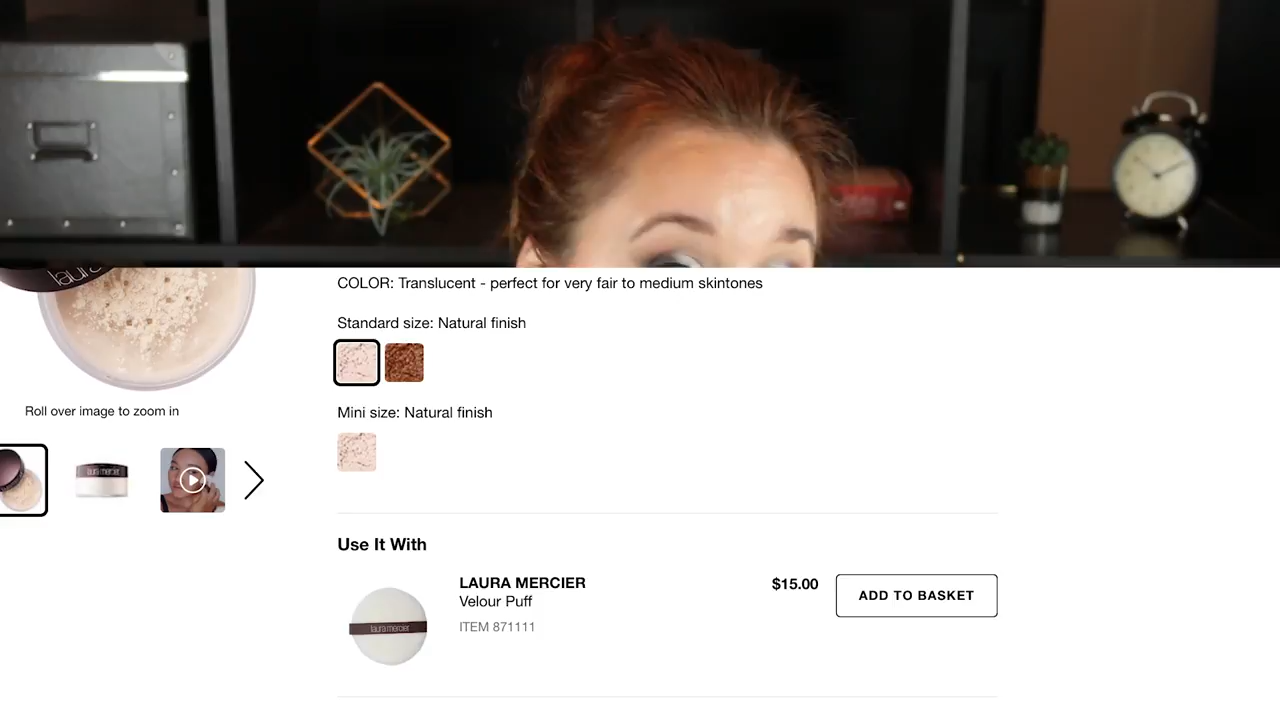 laura
COLOR: Translucent - perfect for very fair to medium skintones
Standard size: Natural finish
Mini size: Natural finish
Roll over image to zoom in
laura mercier
Use It With
LAURA MERCIER
Velour Puff
ITEM 871111
$15.00
ADD TO BASKET
laura mercier